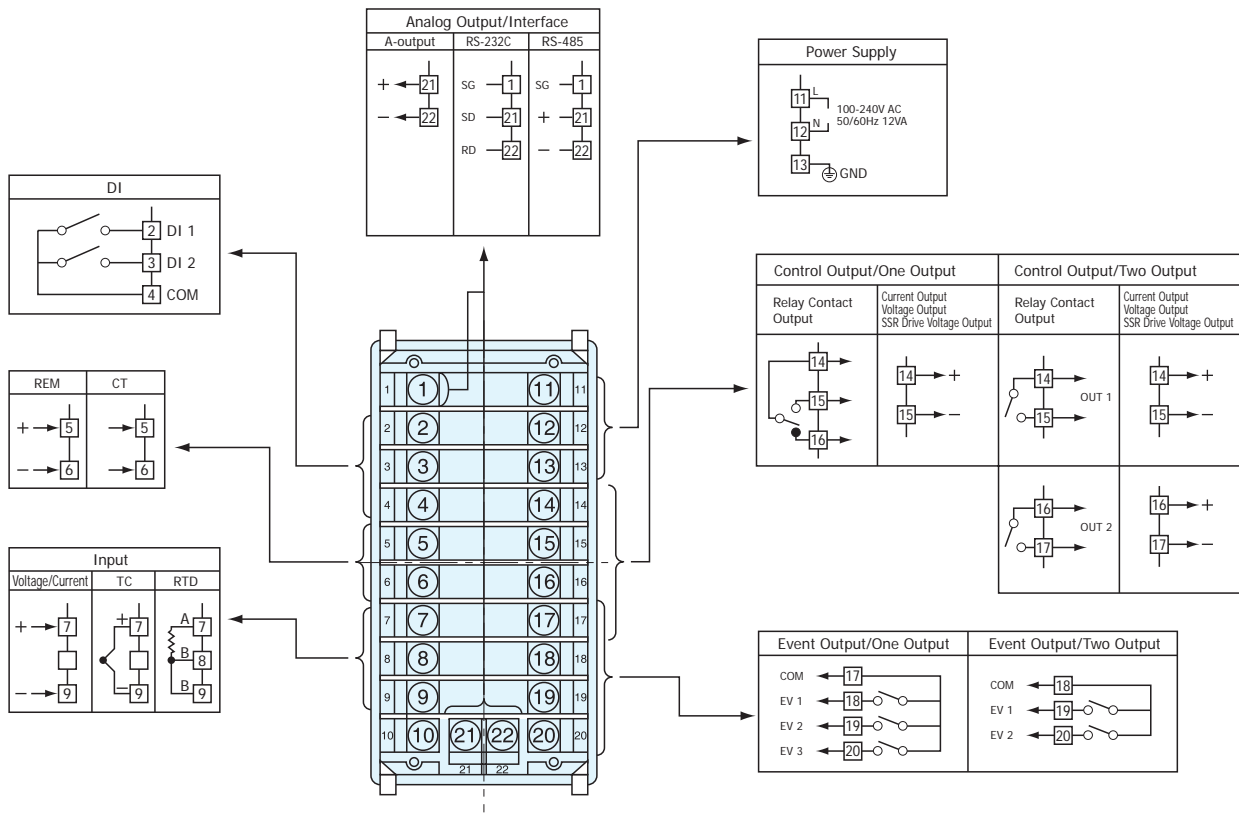 Analog Output/Interface
A-output RS-232C RS-485
+ 21
− 22
SG 1
SD 21
RD 22
SG 1
+ 21
− 22
Power Supply
11 L
12 N
100-240V AC
50/60Hz 12VA
13 GND
DI
2 DI 1
3 DI 2
4 COM
REM CT
+ 5
− 6
5
6
Input
Voltage/Current TC RTD
+ 7
− 9
+ 7
− 9
A 7
B 8
B 9
1 1 11 11
2 2 12 12
3 3 13 13
4 4 14 14
5 5 15 15
6 6 16 16
7 7 17 17
8 8 18 18
9 9 19 19
10 10 21 22 20 20
21 22
Control Output/One Output
Relay Contact
Output
Current Output
Voltage Output
SSR Drive Voltage Output
14
15
16
14 +
15 −
Control Output/Two Output
Relay Contact
Output
Current Output
Voltage Output
SSR Drive Voltage Output
14
OUT 1
15
14 +
15 −
16
OUT 2
17
16 +
17 −
Event Output/One Output
COM 17
EV 1 18
EV 2 19
EV 3 20
Event Output/Two Output
COM 18
EV 1 19
EV 2 20